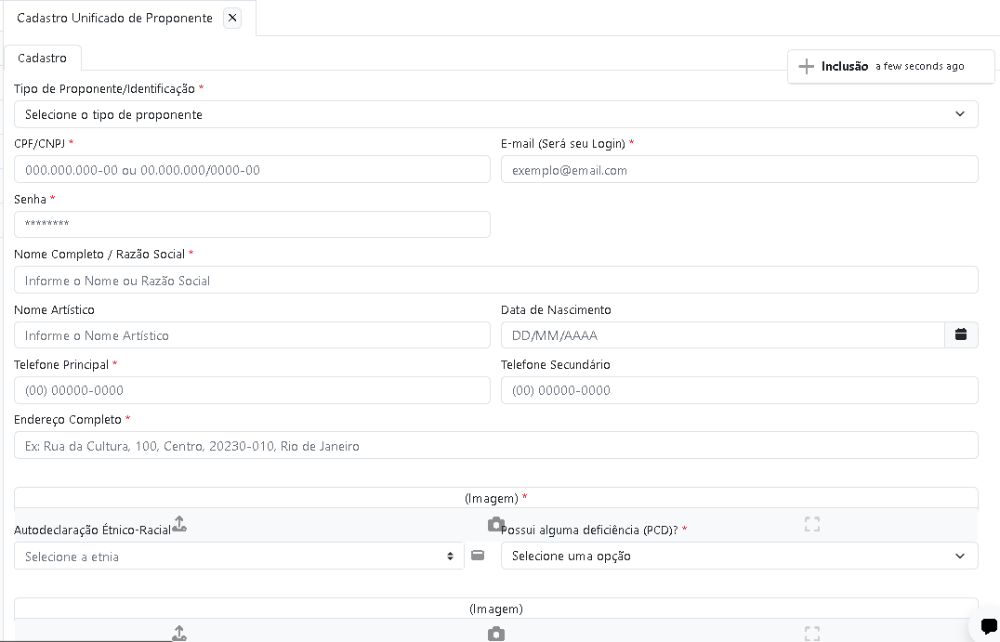 Cadastro Unificado de Proponente
Cadastro
Inclusão a few seconds ago
Tipo de Proponente/Identificação *
Selecione o tipo de proponente
CPF/CNPJ * E-mail (Será seu Login) *
000.000.000-00 ou 00.000.000/0000-00 exemplo@email.com
Senha *
********
Nome Completo / Razão Social *
Informe o Nome ou Razão Social
Nome Artístico Data de Nascimento
Informe o Nome Artístico DD/MM/AAAA
Telefone Principal * Telefone Secundário
(00) 00000-0000 (00) 00000-0000
Endereço Completo *
Ex: Rua da Cultura, 100, Centro, 20230-010, Rio de Janeiro
(Imagem) *
Autodeclaração Étnico-Racial Possui alguma deficiência (PCD)? *
Selecione a etnia Selecione uma opção
(Imagem)